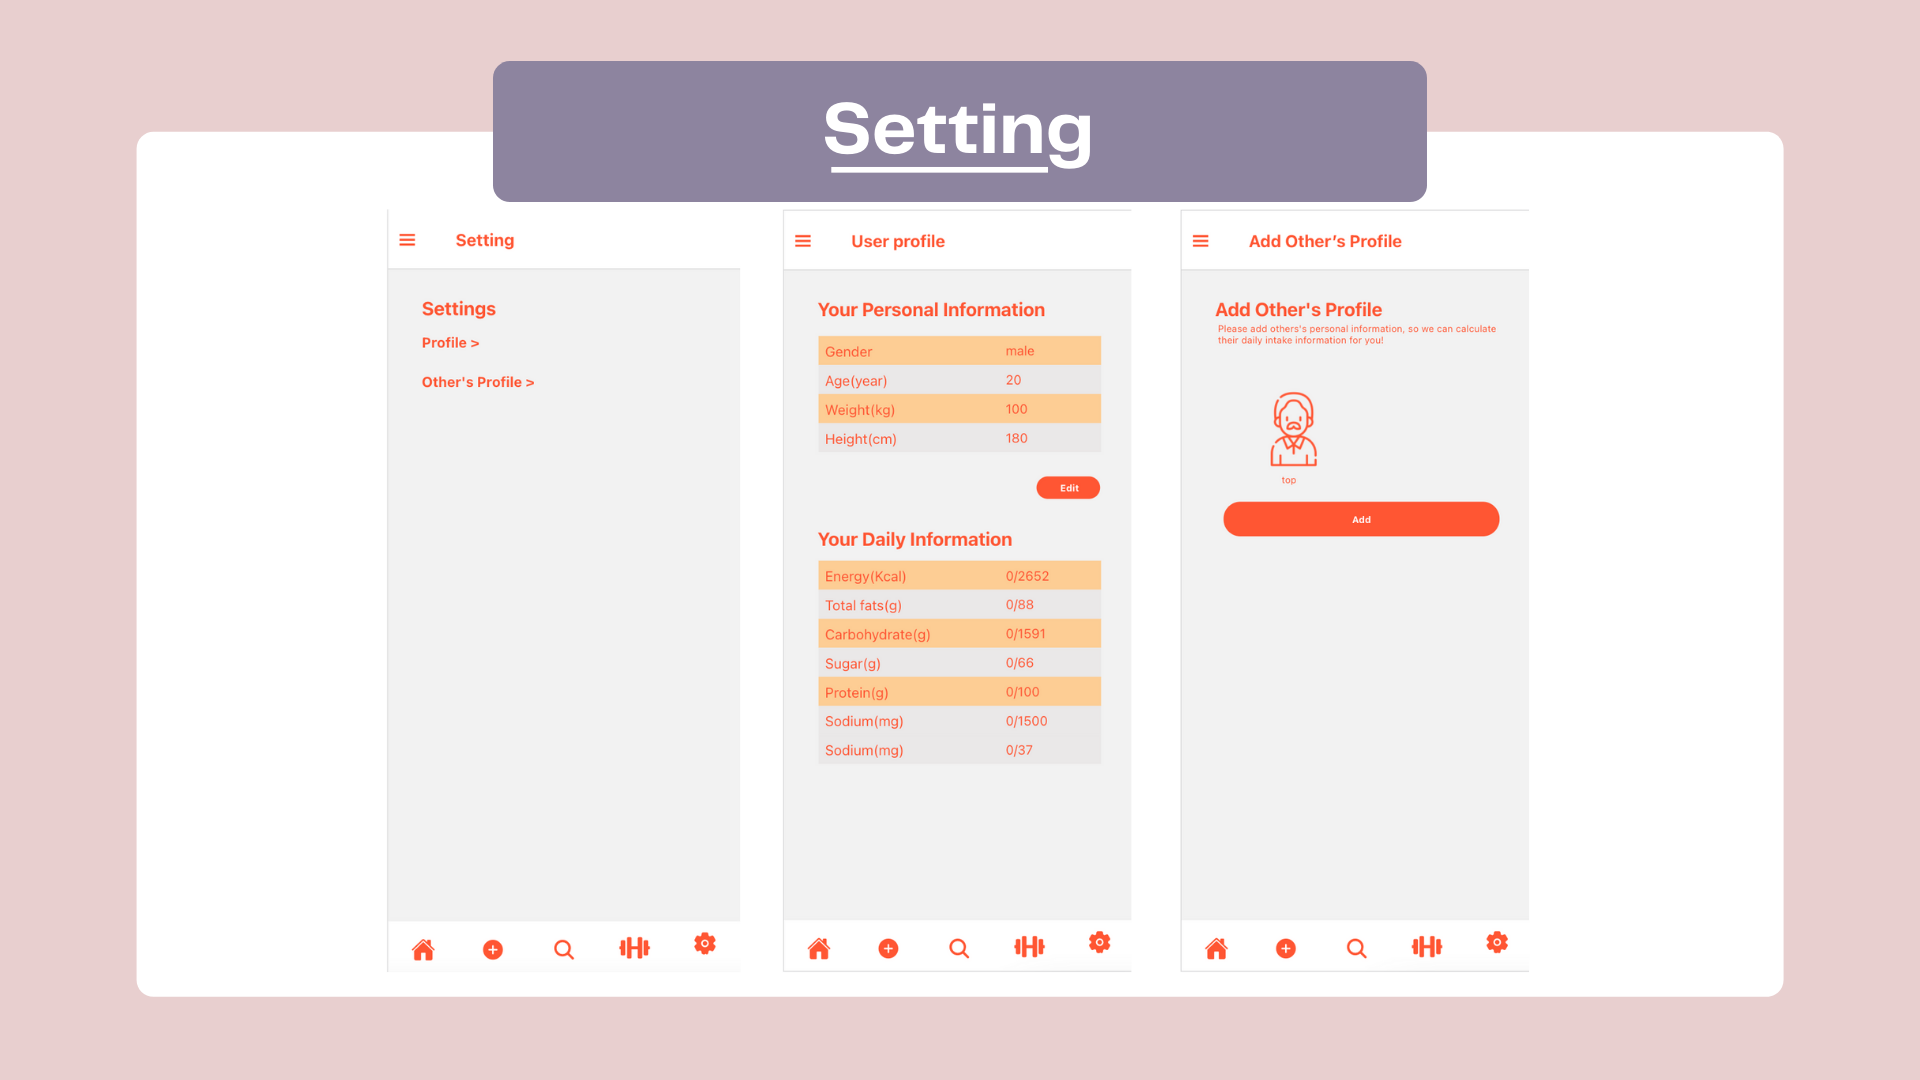 Setting
Setting
Settings
Profile >
Other's Profile >
User profile
Your Personal Information
Gender male
Age(year) 20
Weight(kg) 100
Height(cm) 180
Edit
Your Daily Information
Energy(Kcal) 0/2652
Total fats(g) 0/88
Carbohydrate(g) 0/1591
Sugar(g) 0/66
Protein(g) 0/100
Sodium(mg) 0/1500
Sodium(mg) 0/37
Add Other’s Profile
Add Other's Profile
Please add others's personal information, so we can calculate
their daily intake information for you!
top
Add